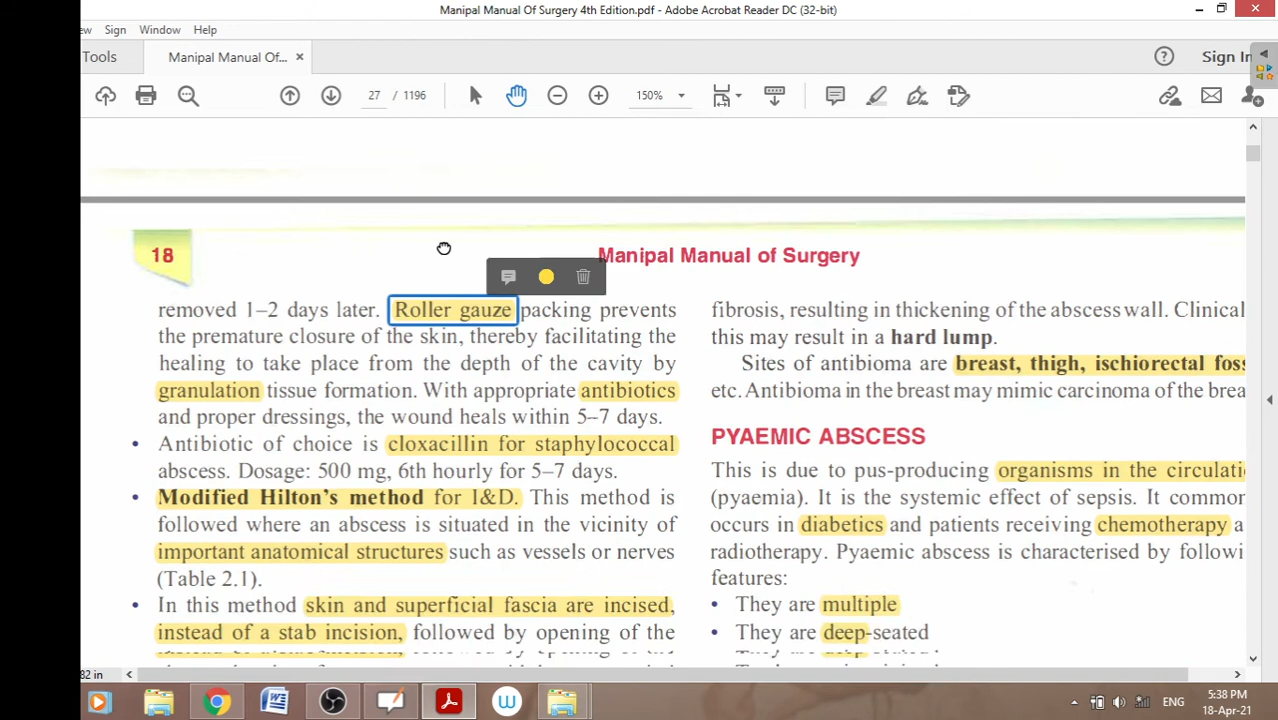 Manipal Manual Of Surgery 4th Edition.pdf - Adobe Acrobat Reader DC (32-bit)
ew Sign Window Help
Tools Manipal Manual Of... × Sign In
27 / 1196 150%
18 Manipal Manual of Surgery
removed 1–2 days later. Roller gauze packing prevents
the premature closure of the skin, thereby facilitating the
healing to take place from the depth of the cavity by
granulation tissue formation. With appropriate antibiotics
and proper dressings, the wound heals within 5–7 days.
• Antibiotic of choice is cloxacillin for staphylococcal
abscess. Dosage: 500 mg, 6th hourly for 5–7 days.
• Modified Hilton's method for I&D. This method is
followed where an abscess is situated in the vicinity of
important anatomical structures such as vessels or nerves
(Table 2.1).
• In this method skin and superficial fascia are incised,
instead of a stab incision, followed by opening of the
fibrosis, resulting in thickening of the abscess wall. Clinical
this may result in a hard lump.
Sites of antibioma are breast, thigh, ischiorectal foss
etc. Antibioma in the breast may mimic carcinoma of the brea
PYAEMIC ABSCESS
This is due to pus-producing organisms in the circulati
(pyaemia). It is the systemic effect of sepsis. It common
occurs in diabetics and patients receiving chemotherapy a
radiotherapy. Pyaemic abscess is characterised by followi
features:
• They are multiple
• They are deep-seated
82 in
ENG
5:38 PM
18-Apr-21